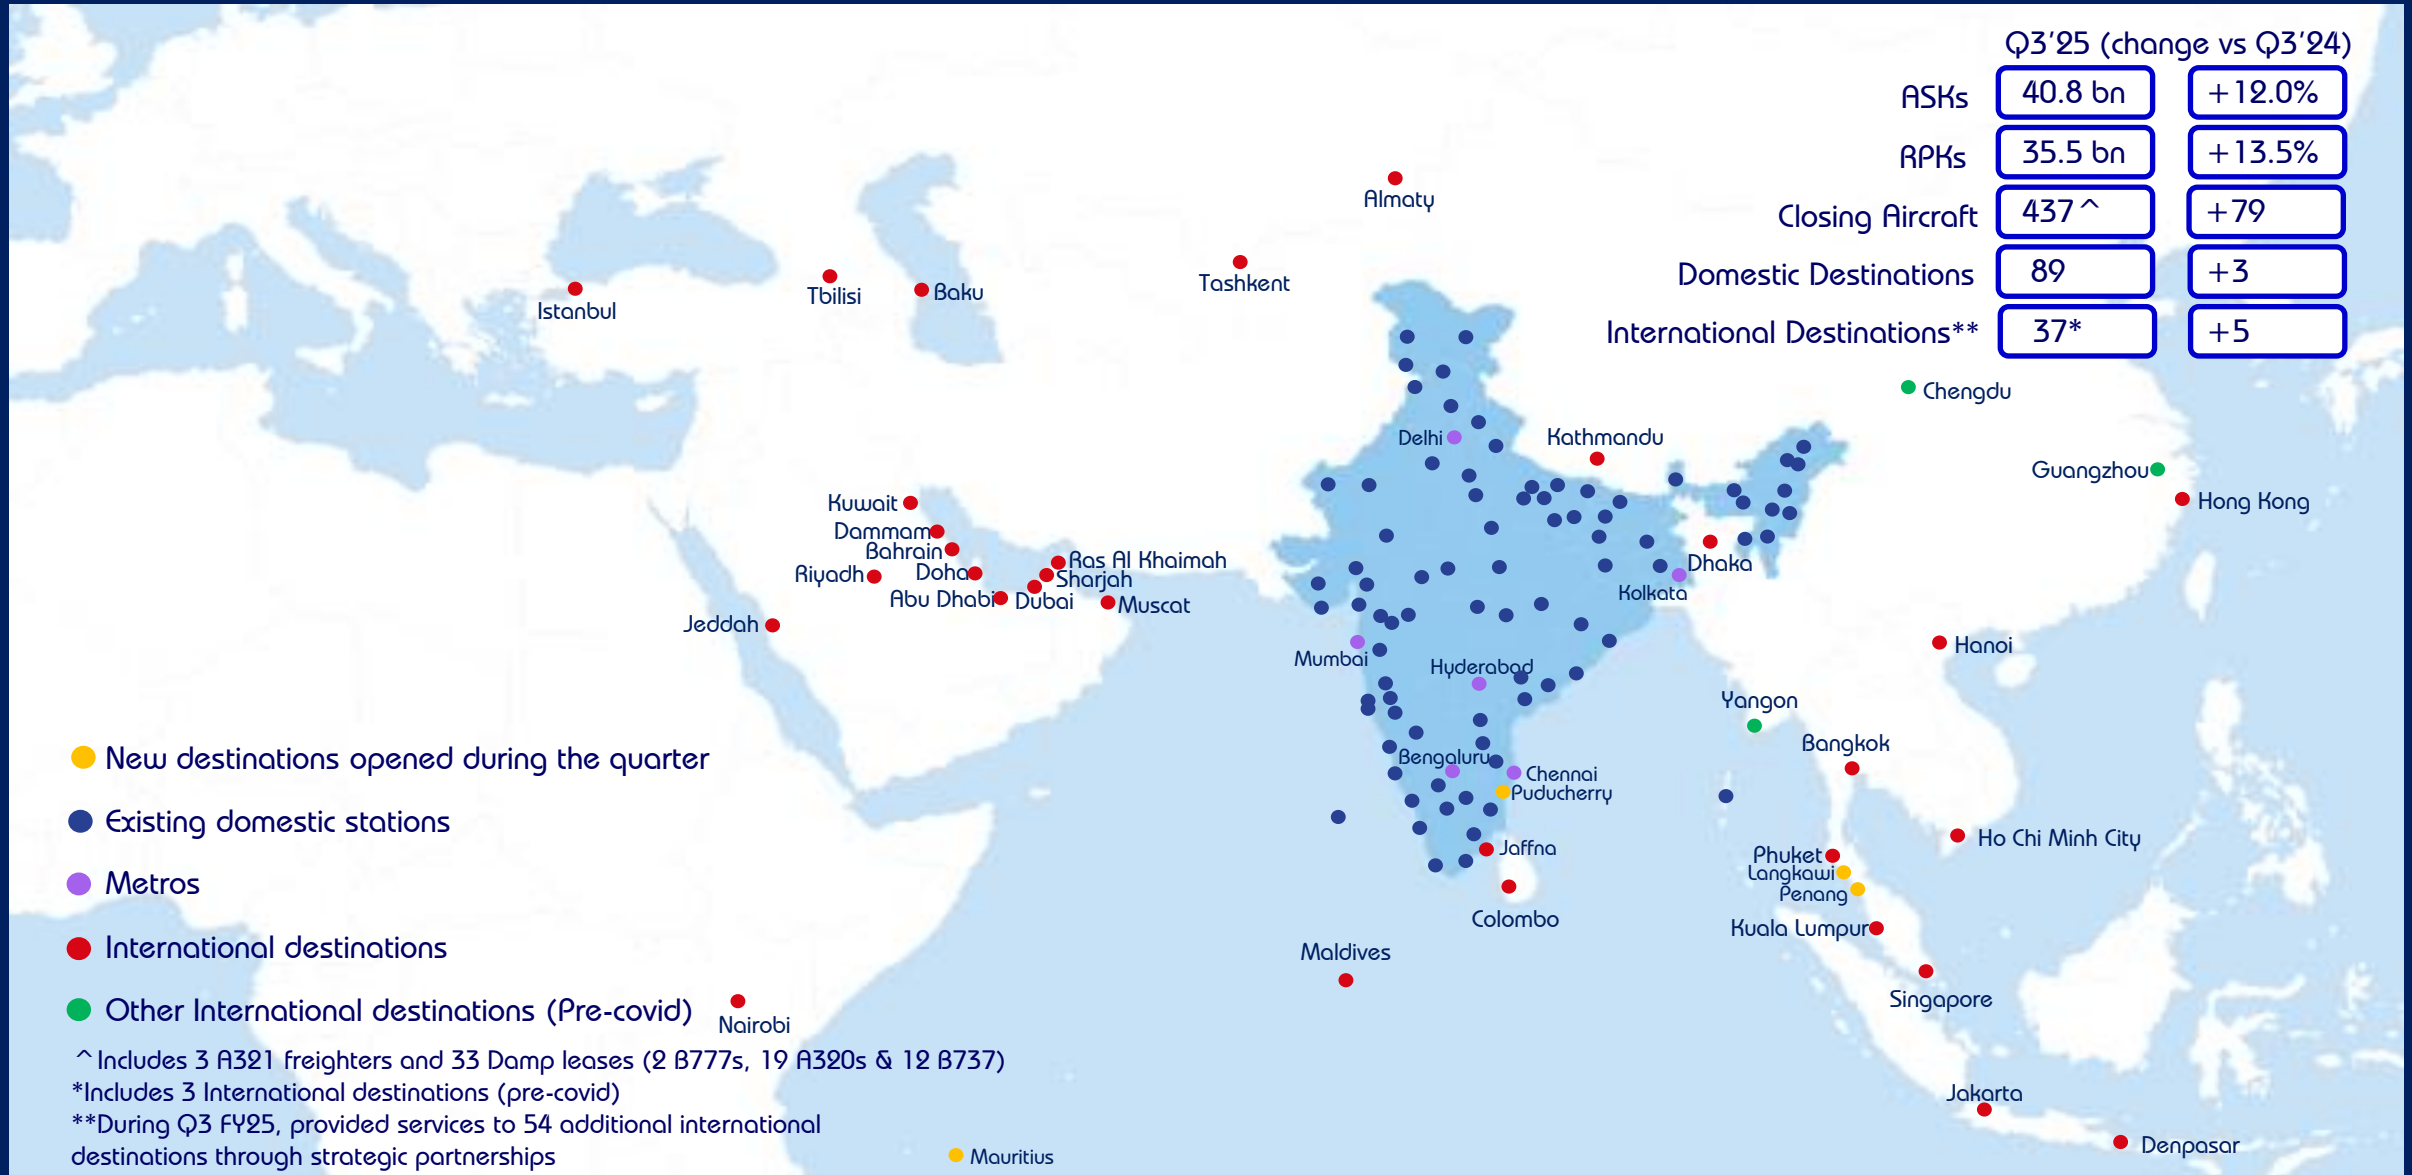 Q3'25 (change vs Q3'24)
ASKs 40.8 bn +12.0%
RPKs 35.5 bn +13.5%
Closing Aircraft 437^ +79
Domestic Destinations 89 +3
International Destinations** 37* +5
Almaty
Tashkent
Istanbul
Tbilisi
Baku
Chengdu
Delhi
Kathmandu
Guangzhou
Hong Kong
Kuwait
Dammam
Bahrain
Riyadh
Doha
Ras Al Khaimah
Sharjah
Abu Dhabi
Dubai
Muscat
Jeddah
Dhaka
Kolkata
Mumbai
Hyderabad
Hanoi
Yangon
Bangkok
Bengaluru
Chennai
Puducherry
Jaffna
Colombo
Maldives
Ho Chi Minh City
Phuket
Langkawi
Penang
Kuala Lumpur
Singapore
Jakarta
Denpasar
Nairobi
Mauritius
New destinations opened during the quarter
Existing domestic stations
Metros
International destinations
Other International destinations (Pre-covid)
^Includes 3 A321 freighters and 33 Damp leases (2 B777s, 19 A320s & 12 B737)
*Includes 3 International destinations (pre-covid)
**During Q3 FY25, provided services to 54 additional international
destinations through strategic partnerships